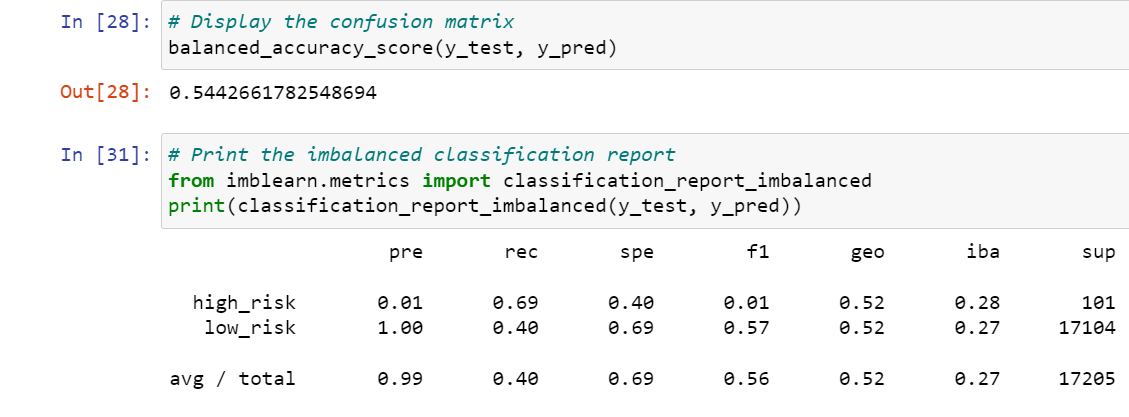 In [28]: # Display the confusion matrix
balanced_accuracy_score(y_test, y_pred)
Out[28]: 0.5442661782548694
In [31]: # Print the imbalanced classification report
from imblearn.metrics import classification_report_imbalanced
print(classification_report_imbalanced(y_test, y_pred))
pre rec spe f1 geo iba sup
high_risk 0.01 0.69 0.40 0.01 0.52 0.28 101
low_risk 1.00 0.40 0.69 0.57 0.52 0.27 17104
avg / total 0.99 0.40 0.69 0.56 0.52 0.27 17205